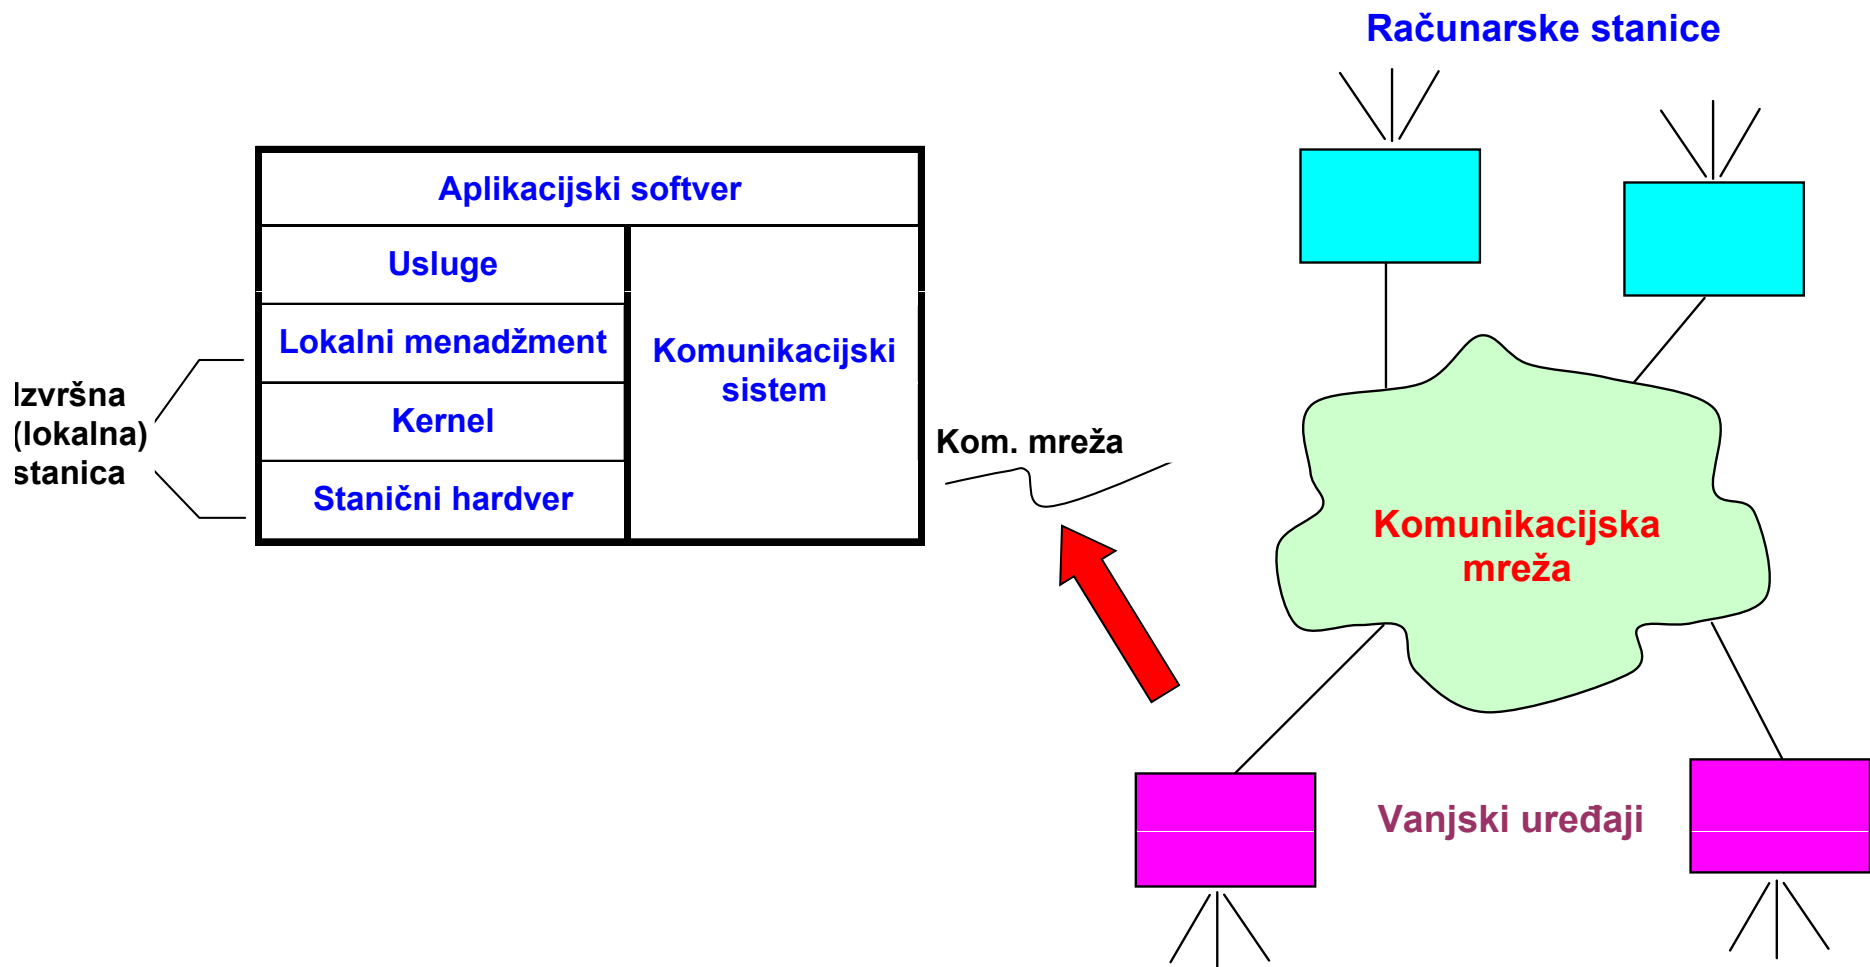 Računarske stanice
Aplikacijski softver
Usluge
Lokalni menadžment
Kernel
Stanični hardver
Komunikacijski
sistem
Izvršna
(lokalna)
stanica
Kom. mreža
Komunikacijska
mreža
Vanjski uređaji